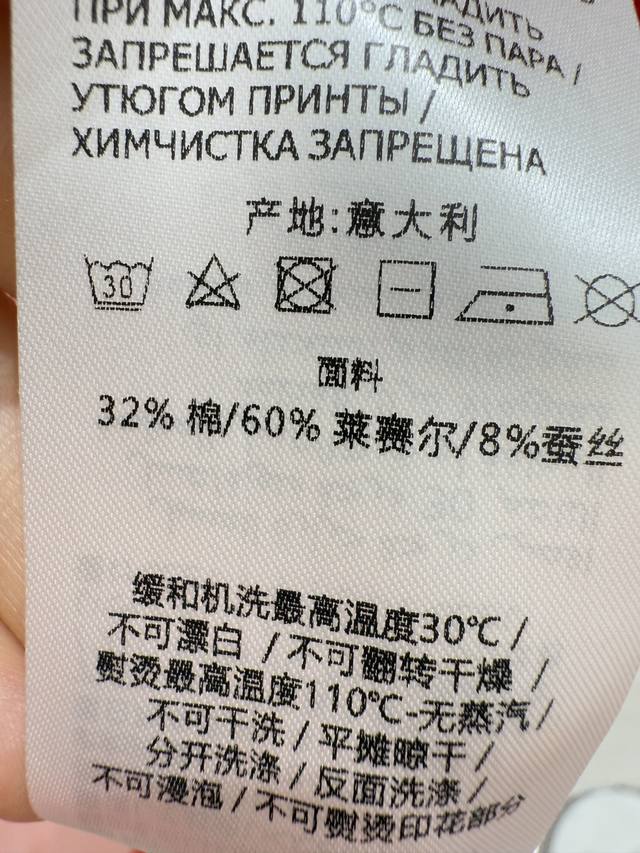 ПРИ МАКС. 110°C БЕЗ ПАРА /
ЗАПРЕШАЕТСЯ ГЛАДИТЬ
УТЮГОМ ПРИНТЫ /
ХИМЧИСТКА ЗАПРЕЩЕНА
产地:意大利
30
面料
32% 棉/60% 莱赛尔/8%蚕丝
缓和机洗最高温度30℃ /
不可漂白 / 不可翻转干燥 /
熨烫最高温度110℃-无蒸汽/
不可干洗 / 平摊晾干 /
分开洗涤 / 反面洗涤 /
不可浸泡 / 不可熨烫印花部分